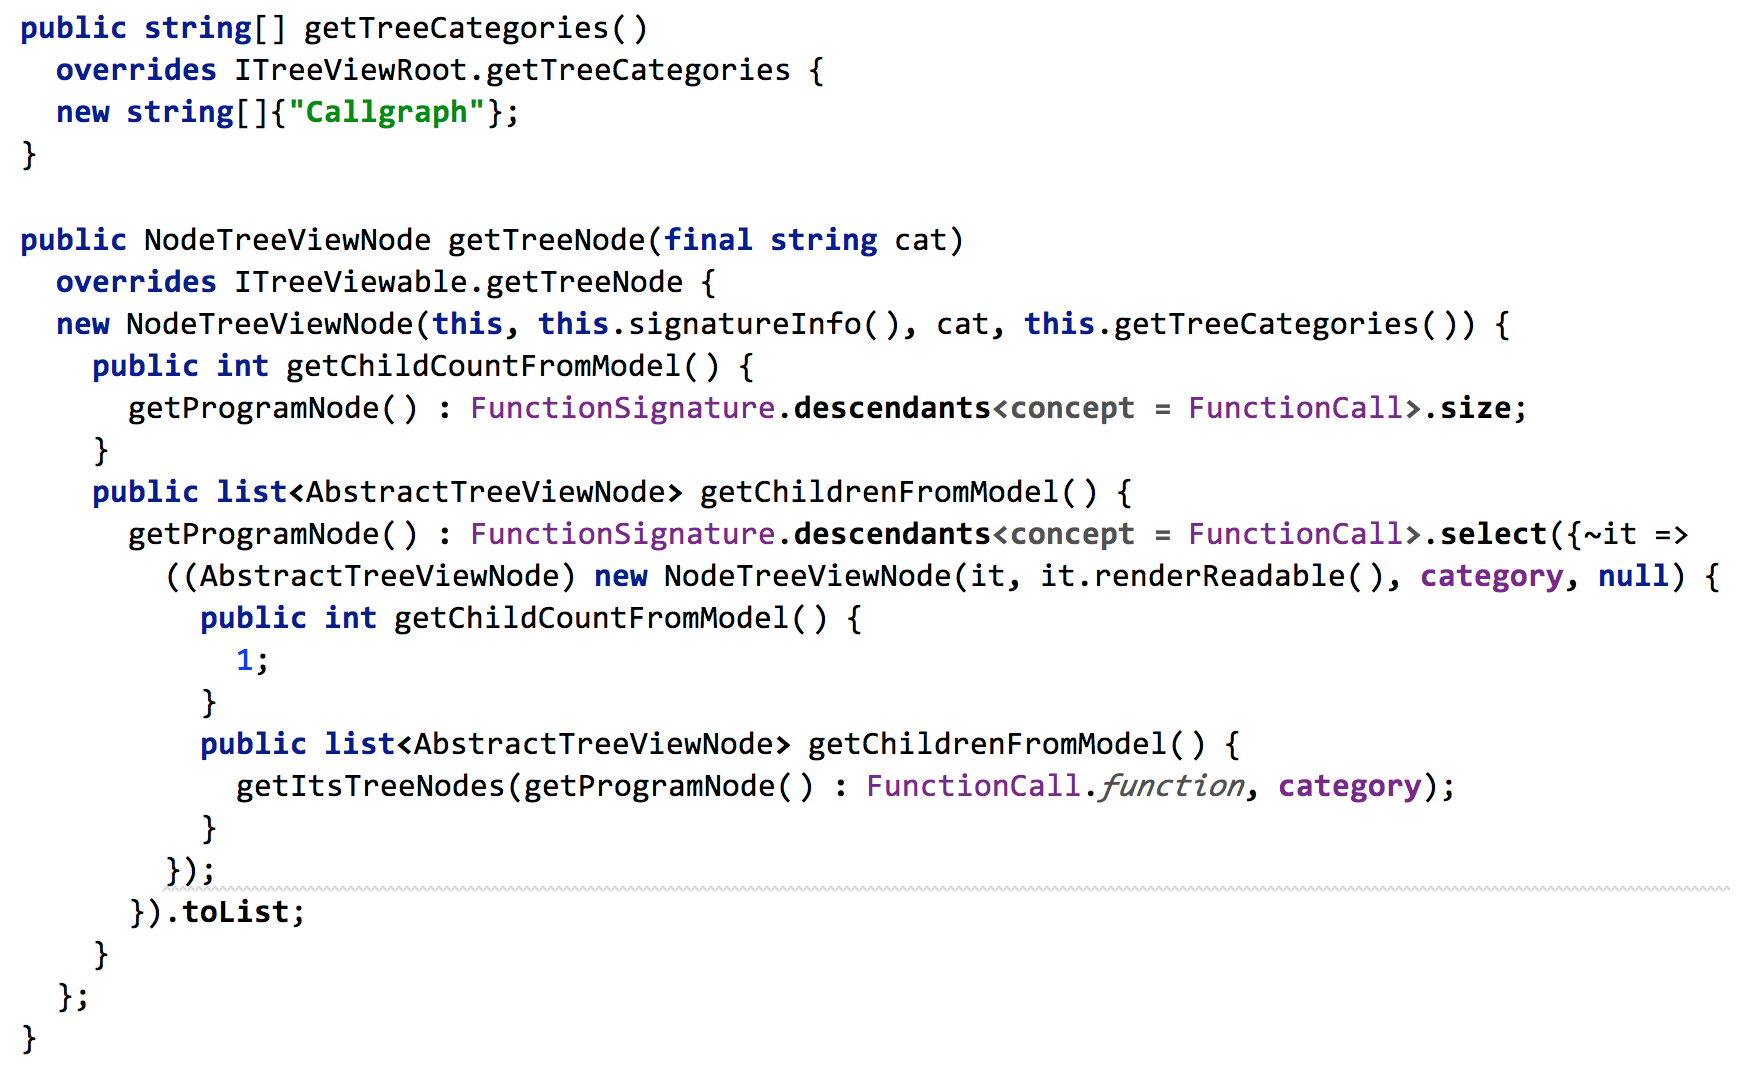 public string[] getTreeCategories()
  overrides ITreeViewRoot.getTreeCategories {
  new string[]{"Callgraph"};
}

public NodeTreeViewNode getTreeNode(final string cat)
  overrides ITreeViewable.getTreeNode {
  new NodeTreeViewNode(this, this.signatureInfo(), cat, this.getTreeCategories()) {
    public int getChildCountFromModel() {
      getProgramNode() : FunctionSignature.descendants<concept = FunctionCall>.size;
    }
    public list<AbstractTreeViewNode> getChildrenFromModel() {
      getProgramNode() : FunctionSignature.descendants<concept = FunctionCall>.select({~it =>
        ((AbstractTreeViewNode) new NodeTreeViewNode(it, it.renderReadable(), category, null) {
          public int getChildCountFromModel() {
            1;
          }
          public list<AbstractTreeViewNode> getChildrenFromModel() {
            getItsTreeNodes(getProgramNode() : FunctionCall.function, category);
          }
        });
      }).toList;
    }
  };
}